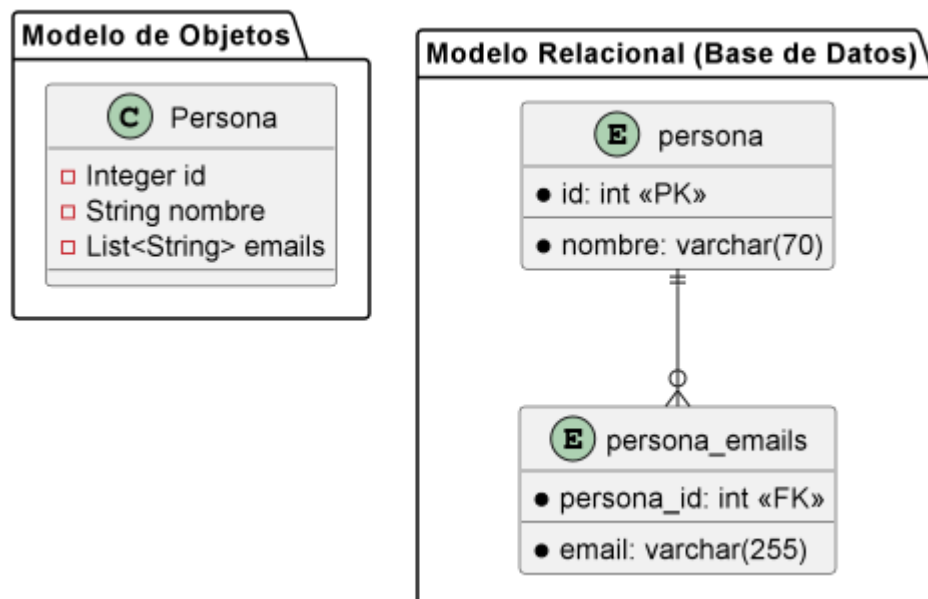 Modelo de Objetos
C Persona
Integer id
String nombre
List<String> emails
Modelo Relacional (Base de Datos)
E persona
id: int «PK»
nombre: varchar(70)
E persona_emails
persona_id: int «FK»
email: varchar(255)